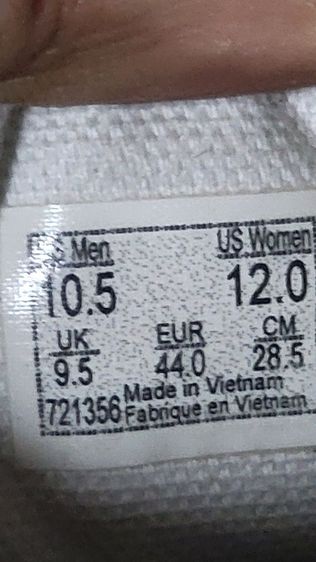 US Men US Women
10.5 12.0
UK EUR CM
9.5 44.0 28.5
Made in Vietnam
721356 Fabriqué en Vietnam